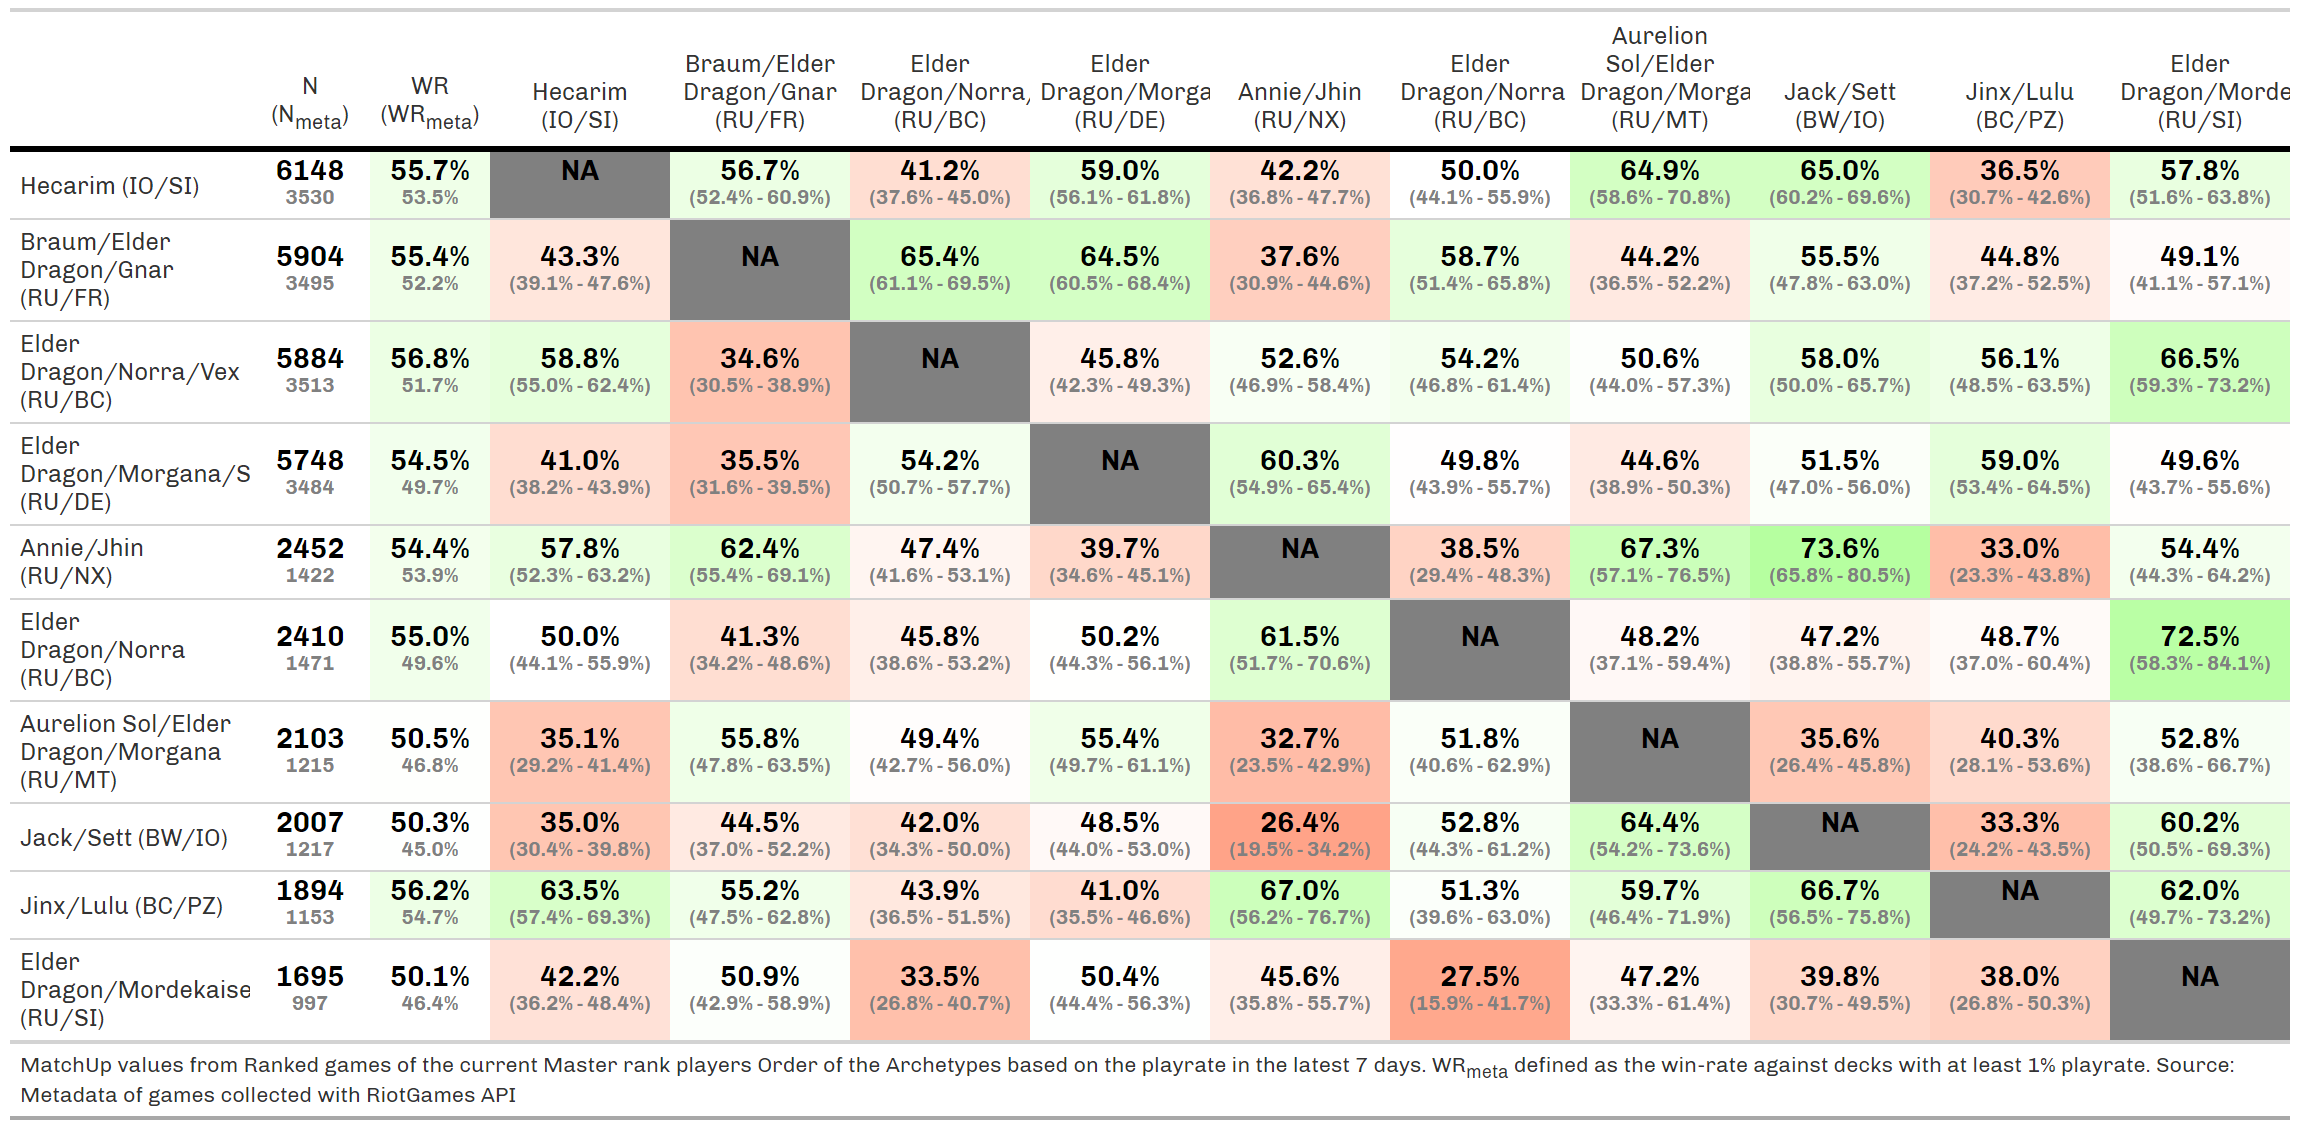 N (Nmeta) WR (WRmeta) Hecarim (IO/SI) Braum/Elder Dragon/Gnar (RU/FR) Elder Dragon/Norra, (RU/BC) Elder Dragon/Morga (RU/DE) Annie/Jhin (RU/NX) Elder Dragon/Norra (RU/BC) Aurelion Sol/Elder Dragon/Morga (RU/MT) Jack/Sett (BW/IO) Jinx/Lulu (BC/PZ) Elder Dragon/Morde (RU/SI)
Hecarim (IO/SI) 6148 55.7% NA 56.7% 41.2% 59.0% 42.2% 50.0% 64.9% 65.0% 36.5% 57.8%
3530 53.5% (52.4% - 60.9%) (37.6% - 45.0%) (56.1% - 61.8%) (36.8% - 47.7%) (44.1% - 55.9%) (58.6% - 70.8%) (60.2% - 69.6%) (30.7% - 42.6%) (51.6% - 63.8%)
Braum/Elder Dragon/Gnar (RU/FR) 5904 55.4% 43.3% NA 65.4% 64.5% 37.6% 58.7% 44.2% 55.5% 44.8% 49.1%
3495 52.2% (39.1% - 47.6%) (61.1% - 69.5%) (60.5% - 68.4%) (30.9% - 44.6%) (51.4% - 65.8%) (36.5% - 52.2%) (47.8% - 63.0%) (37.2% - 52.5%) (41.1% - 57.1%)
Elder Dragon/Norra/Vex (RU/BC) 5884 56.8% 58.8% 34.6% NA 45.8% 52.6% 54.2% 50.6% 58.0% 56.1% 66.5%
3513 51.7% (55.0% - 62.4%) (30.5% - 38.9%) (42.3% - 49.3%) (46.9% - 58.4%) (46.8% - 61.4%) (44.0% - 57.3%) (50.0% - 65.7%) (48.5% - 63.5%) (59.3% - 73.2%)
Elder Dragon/Morgana/S (RU/DE) 5748 54.5% 41.0% 35.5% 54.2% NA 60.3% 49.8% 44.6% 51.5% 59.0% 49.6%
3484 49.7% (38.2% - 43.9%) (31.6% - 39.5%) (50.7% - 57.7%) (54.9% - 65.4%) (43.9% - 55.7%) (38.9% - 50.3%) (47.0% - 56.0%) (53.4% - 64.5%) (43.7% - 55.6%)
Annie/Jhin (RU/NX) 2452 54.4% 57.8% 62.4% 47.4% 39.7% NA 38.5% 67.3% 73.6% 33.0% 54.4%
1422 53.9% (52.3% - 63.2%) (55.4% - 69.1%) (41.6% - 53.1%) (34.6% - 45.1%) (29.4% - 48.3%) (57.1% - 76.5%) (65.8% - 80.5%) (23.3% - 43.8%) (44.3% - 64.2%)
Elder Dragon/Norra (RU/BC) 2410 55.0% 50.0% 41.3% 45.8% 50.2% 61.5% NA 48.2% 47.2% 48.7% 72.5%
1471 49.6% (44.1% - 55.9%) (34.2% - 48.6%) (38.6% - 53.2%) (44.3% - 56.1%) (51.7% - 70.6%) (37.1% - 59.4%) (38.8% - 55.7%) (37.0% - 60.4%) (58.3% - 84.1%)
Aurelion Sol/Elder Dragon/Morgana (RU/MT) 2103 50.5% 35.1% 55.8% 49.4% 55.4% 32.7% 51.8% NA 35.6% 40.3% 52.8%
1215 46.8% (29.2% - 41.4%) (47.8% - 63.5%) (42.7% - 56.0%) (49.7% - 61.1%) (23.5% - 42.9%) (40.6% - 62.9%) (26.4% - 45.8%) (28.1% - 53.6%) (38.6% - 66.7%)
Jack/Sett (BW/IO) 2007 50.3% 35.0% 44.5% 42.0% 48.5% 26.4% 52.8% 64.4% NA 33.3% 60.2%
1217 45.0% (30.4% - 39.8%) (37.0% - 52.2%) (34.3% - 50.0%) (44.0% - 53.0%) (19.5% - 34.2%) (44.3% - 61.2%) (54.2% - 73.6%) (24.2% - 43.5%) (50.5% - 69.3%)
Jinx/Lulu (BC/PZ) 1894 56.2% 63.5% 55.2% 43.9% 41.0% 67.0% 51.3% 59.7% 66.7% NA 62.0%
1153 54.7% (57.4% - 69.3%) (47.5% - 62.8%) (36.5% - 51.5%) (35.5% - 46.6%) (56.2% - 76.7%) (39.6% - 63.0%) (46.4% - 71.9%) (56.5% - 75.8%) (49.7% - 73.2%)
Elder Dragon/Mordekaise (RU/SI) 1695 50.1% 42.2% 50.9% 33.5% 50.4% 45.6% 27.5% 47.2% 39.8% 38.0% NA
997 46.4% (36.2% - 48.4%) (42.9% - 58.9%) (26.8% - 40.7%) (44.4% - 56.3%) (35.8% - 55.7%) (15.9% - 41.7%) (33.3% - 61.4%) (30.7% - 49.5%) (26.8% - 50.3%)
MatchUp values from Ranked games of the current Master rank players Order of the Archetypes based on the playrate in the latest 7 days. WRmeta defined as the win-rate against decks with at least 1% playrate. Source:
Metadata of games collected with RiotGames API